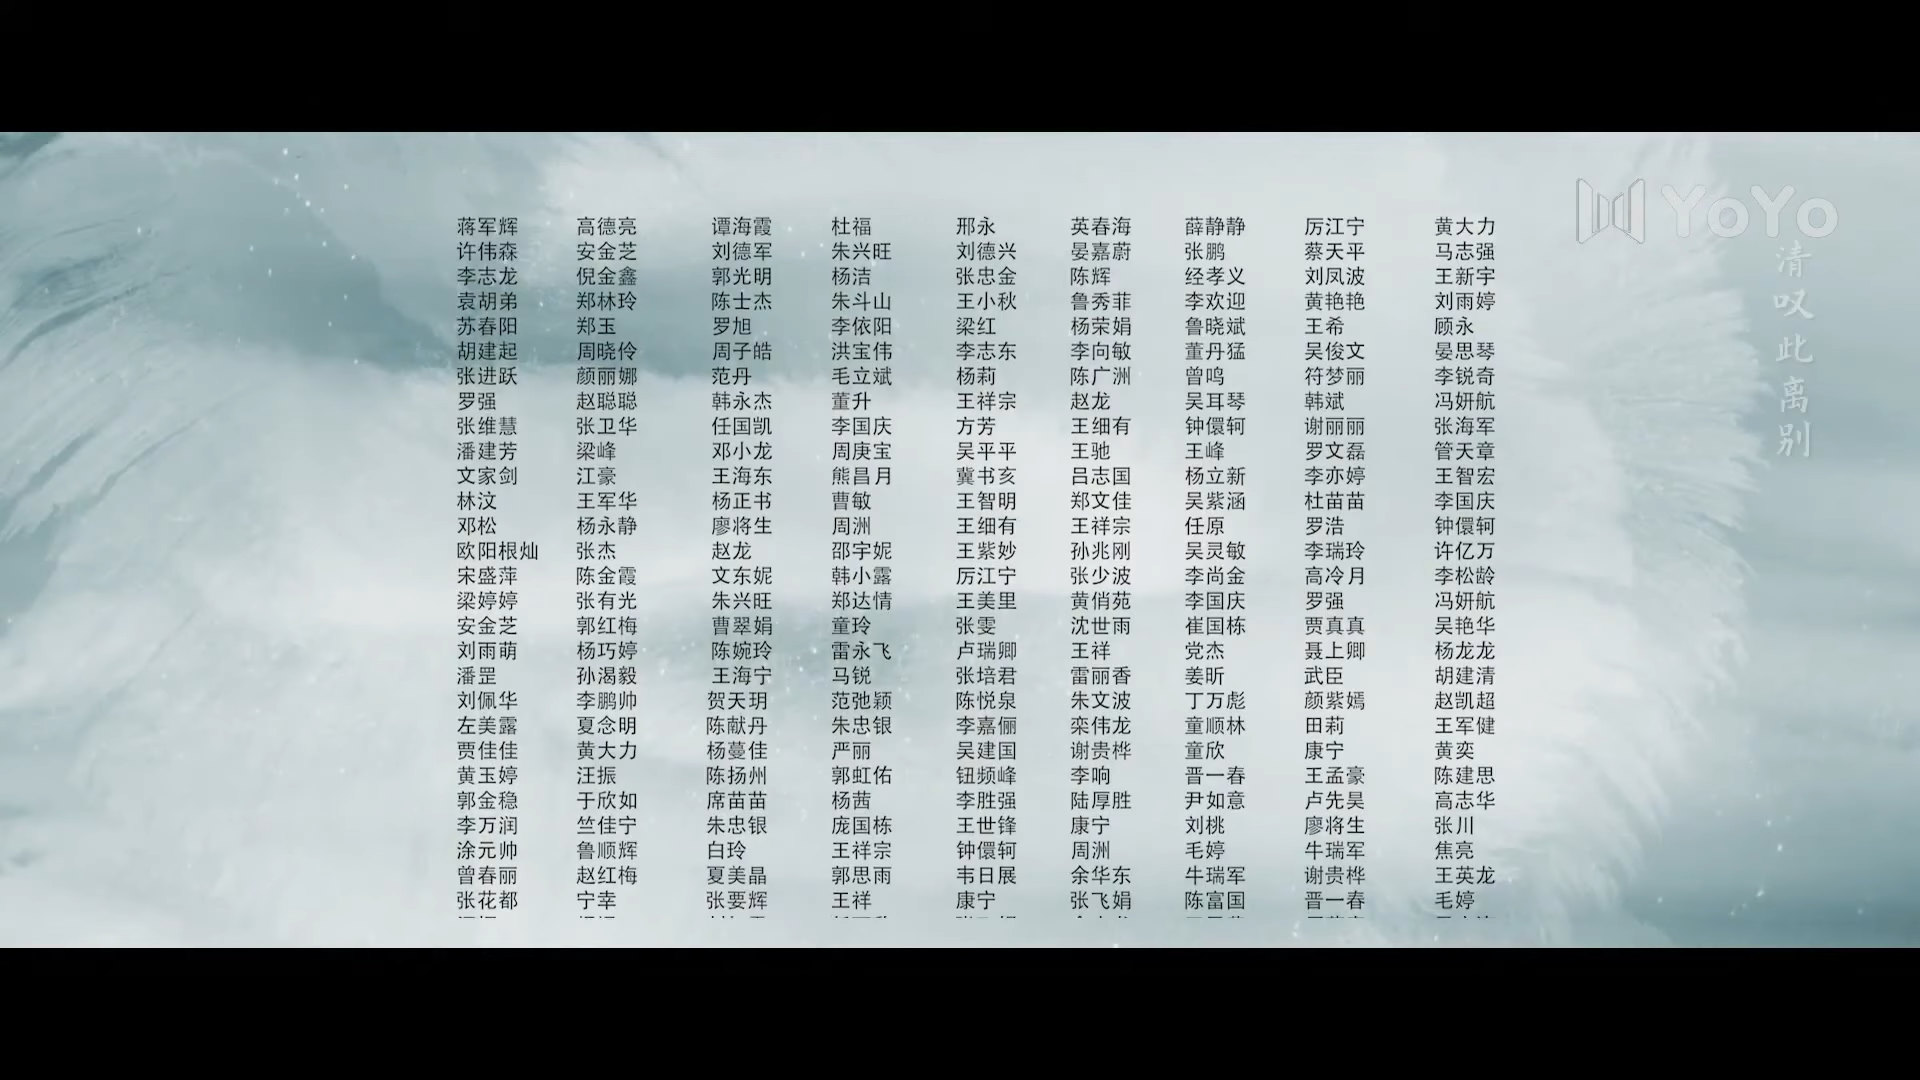 YoYo
清叹此离别
蒋军辉 高德亮 谭海霞 杜福 邢永 英春海 薛静静 厉江宁 黄大力
许伟森 安金芝 刘德军 朱兴旺 刘德兴 晏嘉蔚 张鹏 蔡天平 马志强
李志龙 倪金鑫 郭光明 杨洁 张忠金 陈辉 经孝义 刘凤波 王新宇
袁胡弟 郑林玲 陈士杰 朱斗山 王小秋 鲁秀菲 李欢迎 黄艳艳 刘雨婷
苏春阳 郑玉 罗旭 李依阳 梁红 杨荣娟 鲁晓斌 王希 顾永
胡建起 周晓伶 周子皓 洪宝伟 李志东 李向敏 董丹猛 吴俊文 晏思琴
张进跃 颜丽娜 范丹 毛立斌 杨莉 陈广洲 曾鸣 符梦丽 李锐奇
罗强 赵聪聪 韩永杰 董升 王祥宗 赵龙 吴耳琴 韩斌 冯妍航
张维慧 张卫华 任国凯 李国庆 方芳 王细有 钟儇轲 谢丽丽 张海军
潘建芳 梁峰 邓小龙 周庚宝 吴平平 王驰 王峰 罗文磊 管天章
文家剑 江豪 王海东 熊昌月 冀书亥 吕志国 杨立新 李亦婷 王智宏
林汶 王军华 杨正书 曹敏 王智明 郑文佳 吴紫涵 杜苗苗 李国庆
邓松 杨永静 廖将生 周洲 王细有 王祥宗 任原 罗浩 钟儇轲
欧阳根灿 张杰 赵龙 邵宇妮 王紫妙 孙兆刚 吴灵敏 李瑞玲 许亿万
宋盛萍 陈金霞 文东妮 韩小露 厉江宁 张少波 李尚金 高冷月 李松龄
梁婷婷 张有光 朱兴旺 郑达情 王美里 黄俏苑 李国庆 罗强 冯妍航
安金芝 郭红梅 曹翠娟 童玲 张雯 沈世雨 崔国栋 贾真真 吴艳华
刘雨萌 杨巧婷 陈婉玲 雷永飞 卢瑞卿 王祥 党杰 聂上卿 杨龙龙
潘罡 孙渴毅 王海宁 马锐 张培君 雷丽香 姜昕 武臣 胡建清
刘佩华 李鹏帅 贺天玥 范弛颖 陈悦泉 朱文波 丁万彪 颜紫嫣 赵凯超
左美露 夏念明 陈献丹 朱忠银 李嘉俪 栾伟龙 童顺林 田莉 王军健
贾佳佳 黄大力 杨蔓佳 严丽 吴建国 谢贵桦 童欣 康宁 黄奕
黄玉婷 汪振 陈扬州 郭虹佑 钮频峰 李响 晋一春 王孟豪 陈建思
郭金稳 于欣如 席苗苗 杨茜 李胜强 陆厚胜 尹如意 卢先昊 高志华
李万润 竺佳宁 朱忠银 庞国栋 王世锋 康宁 刘桃 廖将生 张川
涂元帅 鲁顺辉 白玲 王祥宗 钟儇轲 周洲 毛婷 牛瑞军 焦亮
曾春丽 赵红梅 夏美晶 郭思雨 韦日展 余华东 牛瑞军 谢贵桦 王英龙
张花都 宁幸 张要辉 王祥 康宁 张飞娟 陈富国 晋一春 毛婷